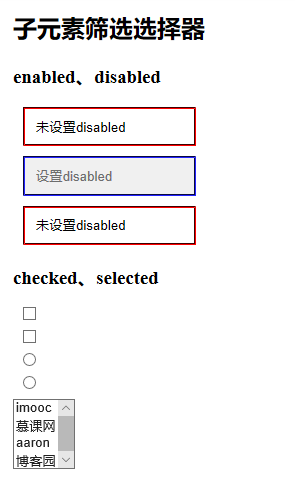 子元素筛选选择器
enabled、disabled
未设置disabled
设置disabled
未设置disabled
checked、selected
imooc
慕课网
aaron
博客园